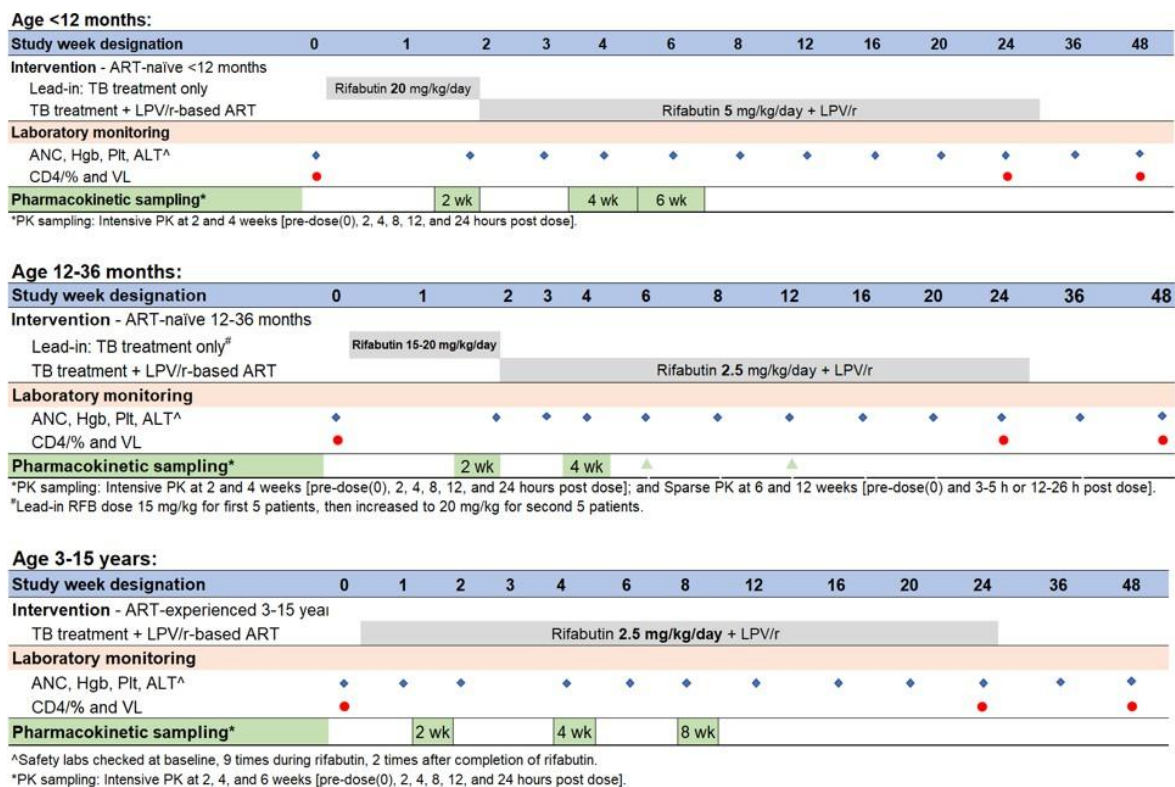 Age <12 months:
Study week designation 0 1 2 3 4 6 8 12 16 20 24 36 48
Intervention - ART-naïve <12 months
Lead-in: TB treatment only Rifabutin 20 mg/kg/day
TB treatment + LPV/r-based ART Rifabutin 5 mg/kg/day + LPV/r
Laboratory monitoring
ANC, Hgb, Plt, ALT^
CD4/% and VL
Pharmacokinetic sampling* 2 wk 4 wk 6 wk
*PK sampling: Intensive PK at 2 and 4 weeks [pre-dose(0), 2, 4, 8, 12, and 24 hours post dose].
Age 12-36 months:
Study week designation 0 1 2 3 4 6 8 12 16 20 24 36 48
Intervention - ART-naïve 12-36 months
Lead-in: TB treatment only# Rifabutin 15-20 mg/kg/day
TB treatment + LPV/r-based ART Rifabutin 2.5 mg/kg/day + LPV/r
Laboratory monitoring
ANC, Hgb, Plt, ALT^
CD4/% and VL
Pharmacokinetic sampling* 2 wk 4 wk
*PK sampling: Intensive PK at 2 and 4 weeks [pre-dose(0), 2, 4, 8, 12, and 24 hours post dose]; and Sparse PK at 6 and 12 weeks [pre-dose(0) and 3-5 h or 12-26 h post dose].
#Lead-in RFB dose 15 mg/kg for first 5 patients, then increased to 20 mg/kg for second 5 patients.
Age 3-15 years:
Study week designation 0 1 2 3 4 6 8 12 16 20 24 36 48
Intervention - ART-experienced 3-15 yea
TB treatment + LPV/r-based ART Rifabutin 2.5 mg/kg/day + LPV/r
Laboratory monitoring
ANC, Hgb, Plt, ALT^
CD4/% and VL
Pharmacokinetic sampling* 2 wk 4 wk 8 wk
^Safety labs checked at baseline, 9 times during rifabutin, 2 times after completion of rifabutin.
*PK sampling: Intensive PK at 2, 4, and 6 weeks [pre-dose(0), 2, 4, 8, 12, and 24 hours post dose].